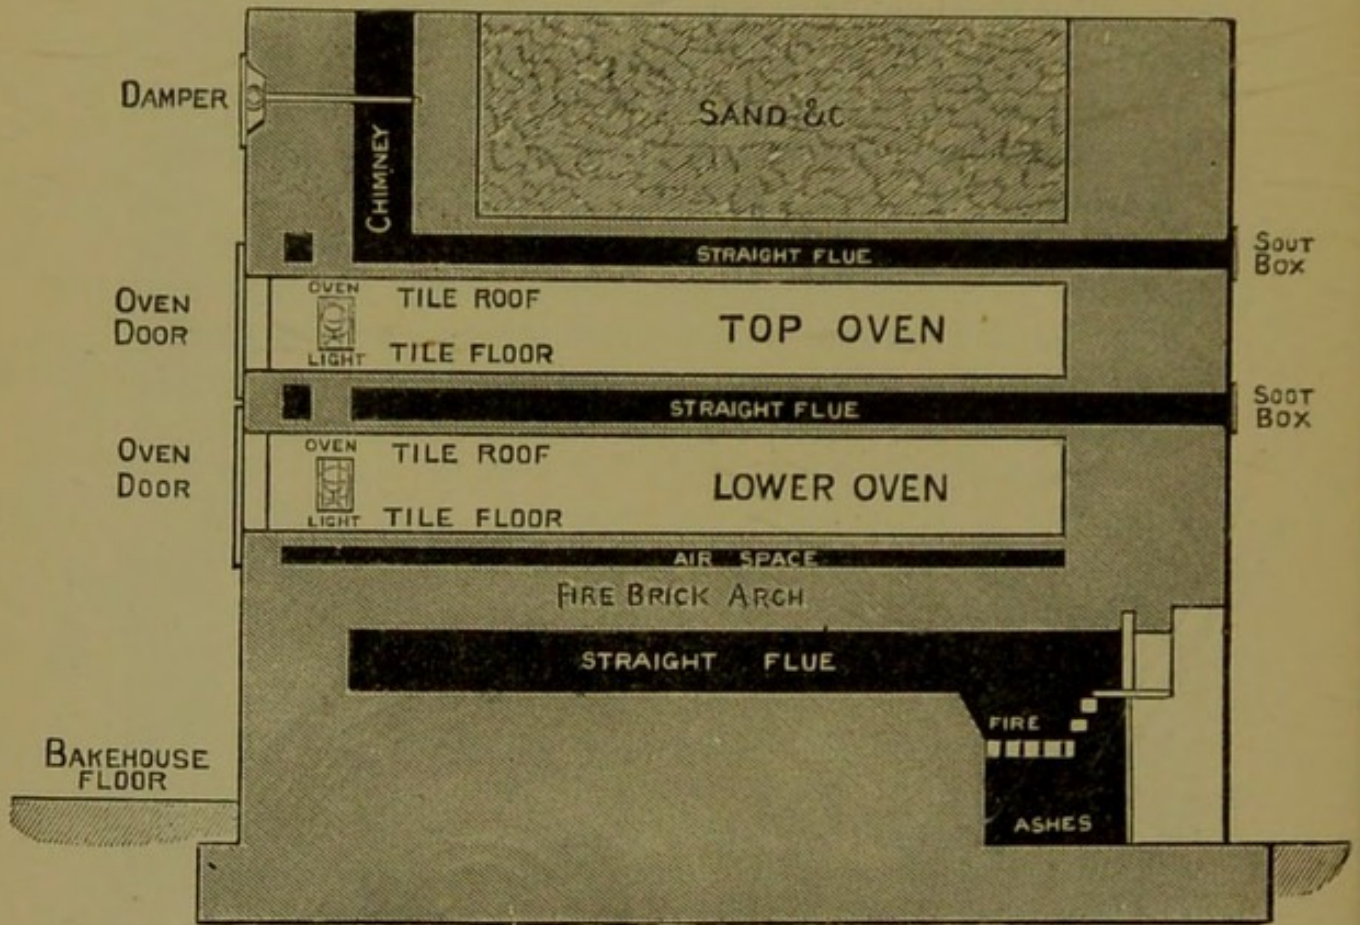 DAMPER
CHIMNEY
SAND &C
STRAIGHT FLUE
SOUT
BOX
OVEN
DOOR
OVEN
LIGHT
TILE ROOF
TILE FLOOR
TOP OVEN
STRAIGHT FLUE
SOOT
BOX
OVEN
DOOR
OVEN
LIGHT
TILE ROOF
TILE FLOOR
LOWER OVEN
AIR SPACE
FIRE BRICK ARCH
STRAIGHT FLUE
FIRE
ASHES
BAKEHOUSE
FLOOR